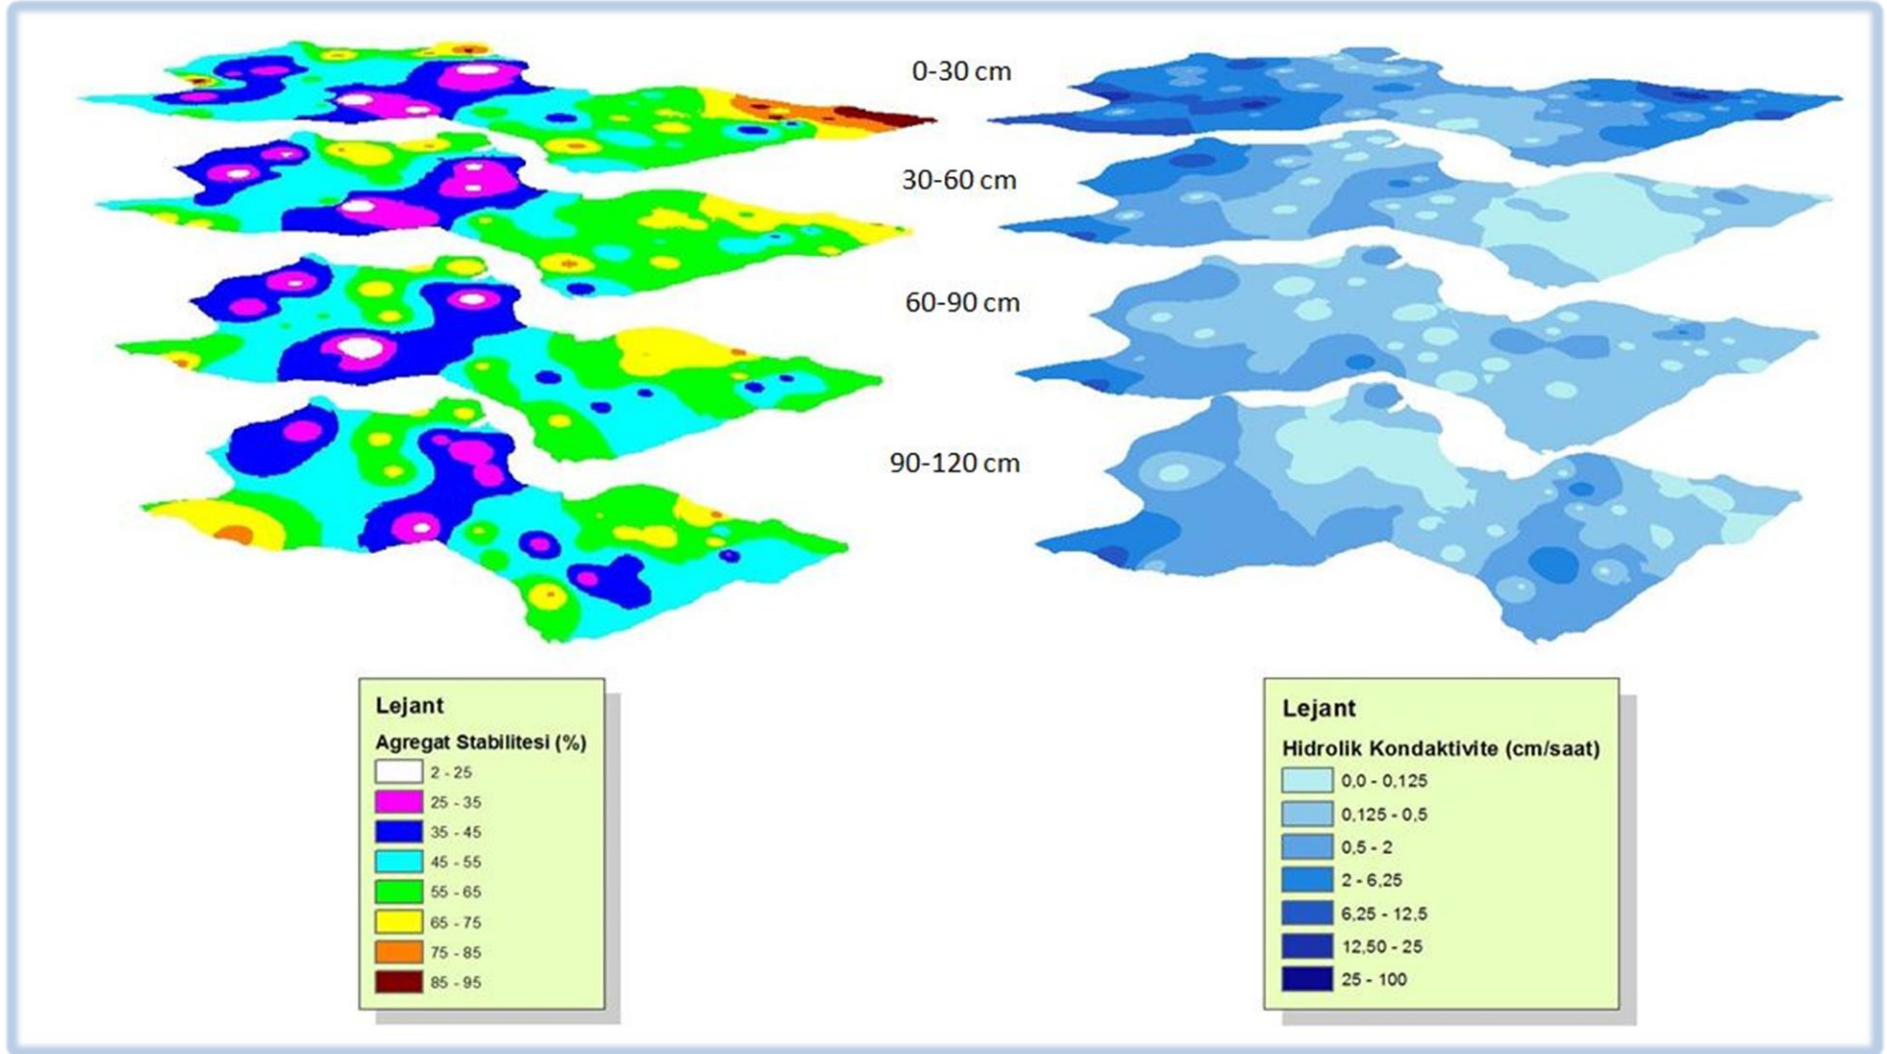 0-30 cm
30-60 cm
60-90 cm
90-120 cm
Lejant
Agregat Stabilitesi (%)
2 - 25
25 - 35
35 - 45
45 - 55
55 - 65
65 - 75
75 - 85
85 - 95
Lejant
Hidrolik Kondaktivite (cm/saat)
0,0 - 0,125
0,125 - 0,5
0,5 - 2
2 - 6,25
6,25 - 12,5
12,50 - 25
25 - 100